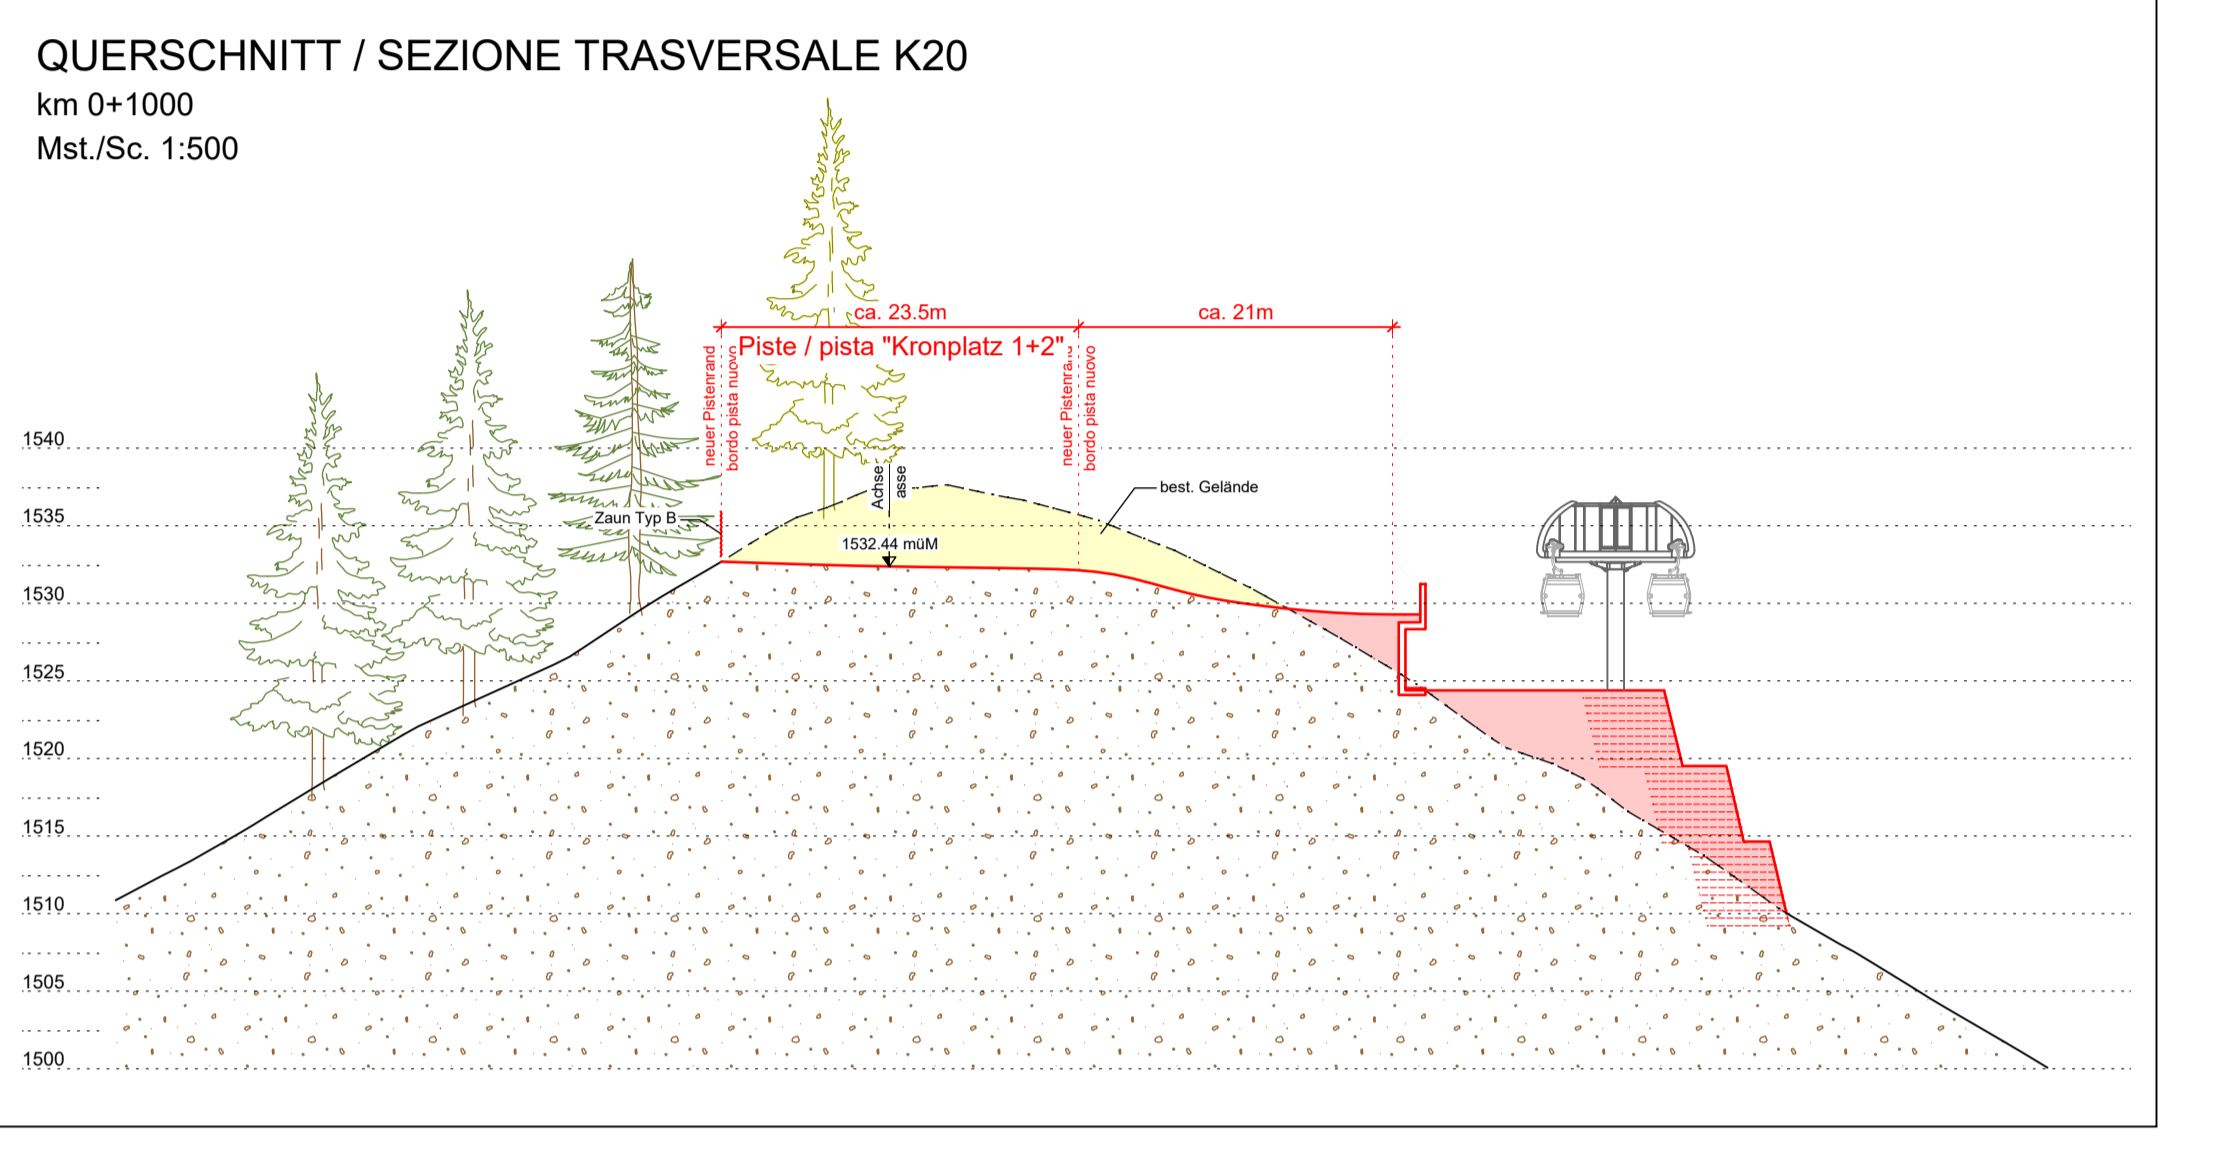 QUERSCHNITT / SEZIONE TRASVERSALE K20
km 0+1000
Mst./Sc. 1:500
ca. 23.5m
ca. 21m
Piste / pista "Kronplatz 1+2"
neuer Pistenrand
bordo pista nuovo
neuer Pistenrand
bordo pista nuovo
1540
Achse
asse
best. Gelände
1535
Zaun Typ B
1532.44 müM
1530
1525
1520
1515
1510
1505
1500